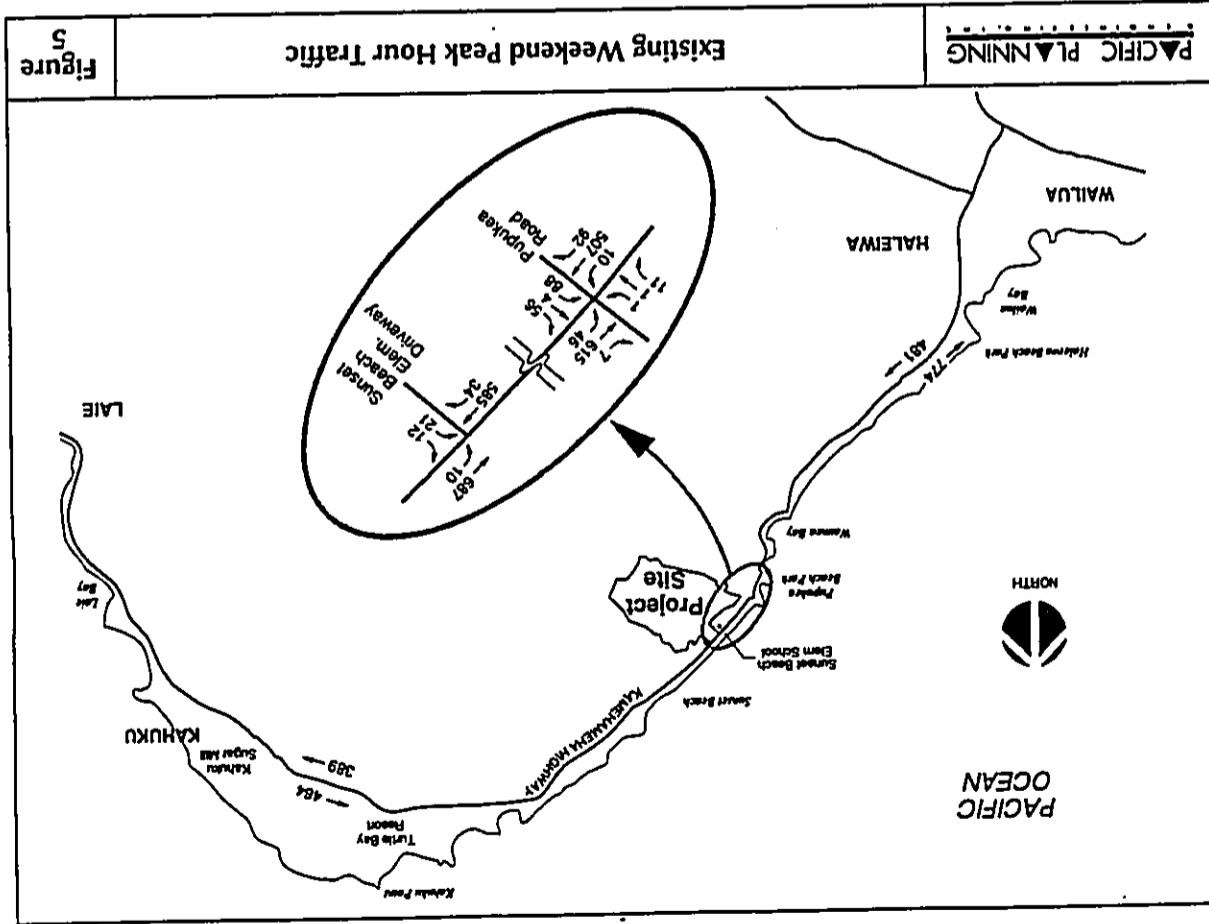 PACIFIC
OCEAN
NORTH
Kahuku Point
Turtle Bay
Resort
484
389
Kahuku
Sugar Mill
KAHUKU
Laie
Bay
LAIE
KAMEHAMEHA HIGHWAY
Sunset Beach
Sunset Beach
Elem School
Pupukea
Beach Park
Project
Site
Waimea Bay
774
481
Haleiwa Beach Park
Bay
HALEIWA
WAILUA
687
10
12
21
Sunset
Beach
Elem.
Driveway
585
34
7
615
46
56
4
88
Pupukea
Road
11
1
1
10
507
92
PACIFIC PLANNING
Existing Weekend Peak Hour Traffic
Figure
5